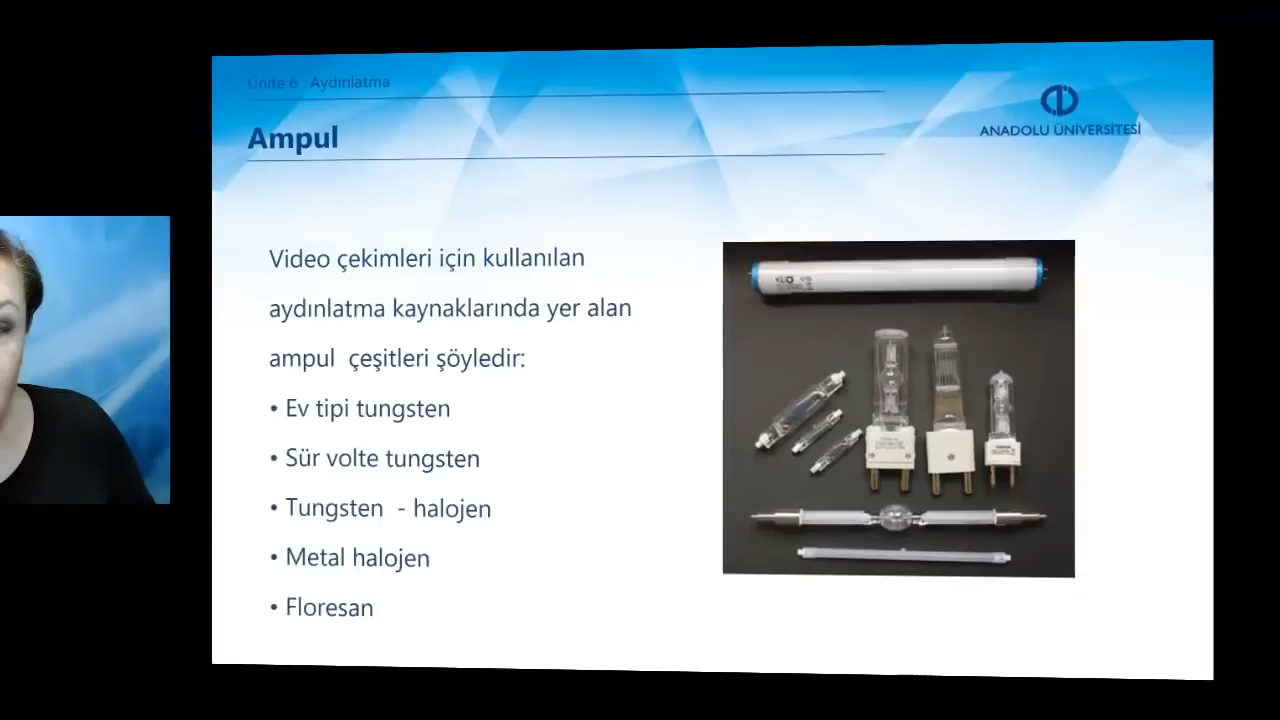 Ünite 6 : Aydınlatma
Ampul
ANADOLU ÜNİVERSİTESİ
Video çekimleri için kullanılan
aydınlatma kaynaklarında yer alan
ampul çeşitleri şöyledir:
• Ev tipi tungsten
• Sür volte tungsten
• Tungsten - halojen
• Metal halojen
• Floresan